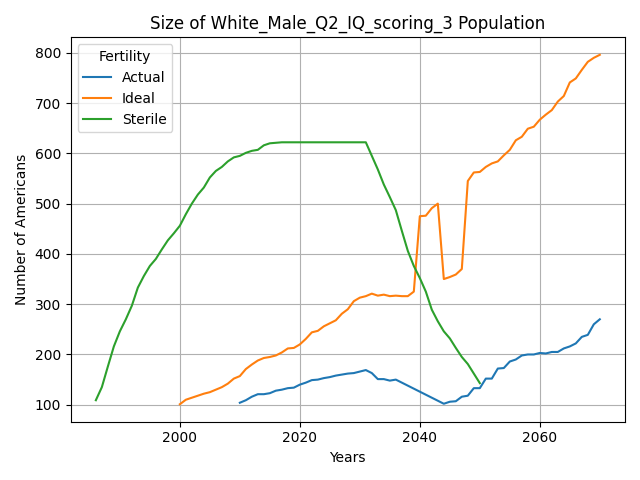 Size of White_Male_Q2_IQ_scoring_3 Population
Fertility
Actual
Ideal
Sterile
Number of Americans
800
700
600
500
400
300
200
100
2000
2020
2040
2060
Years